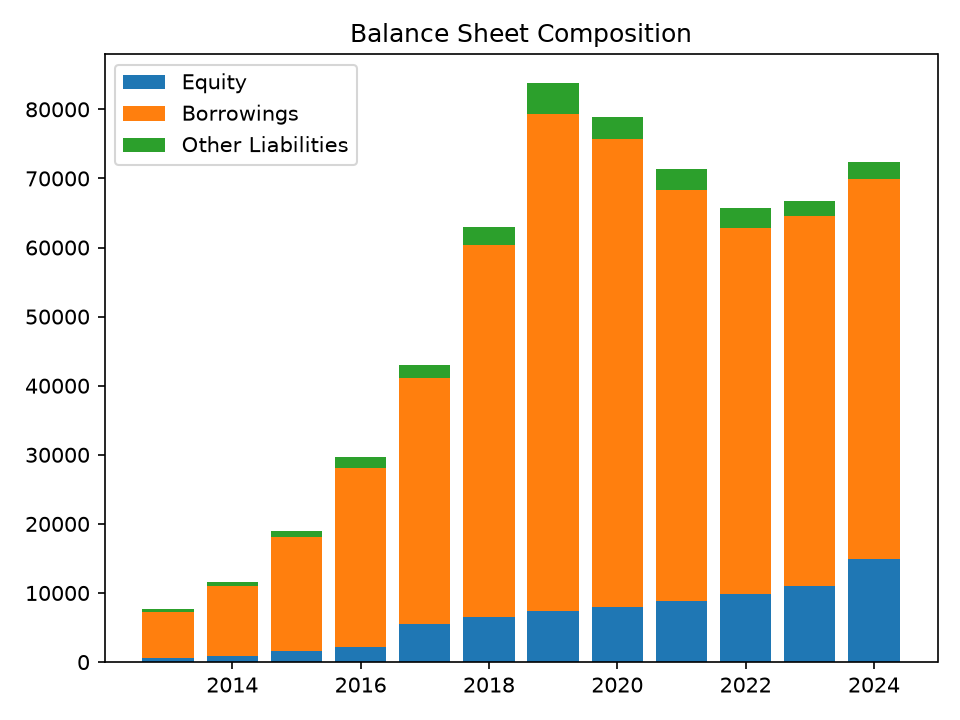 Balance Sheet Composition
Equity
Borrowings
Other Liabilities
80000
70000
60000
50000
40000
30000
20000
10000
0
2014 2016 2018 2020 2022 2024